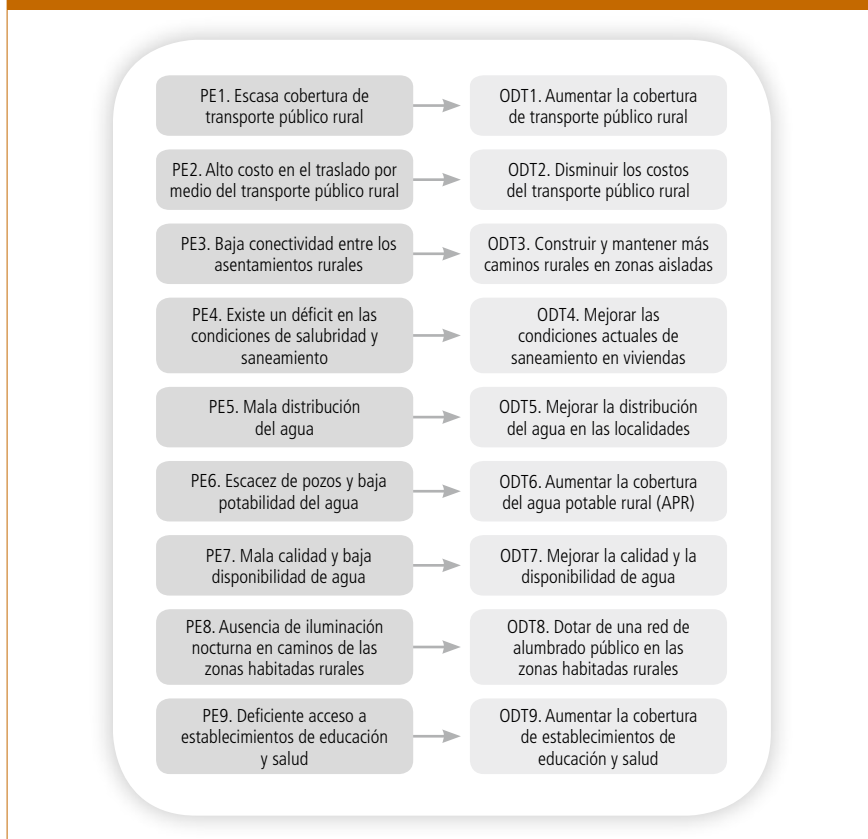 PE1. Escasa cobertura de
transporte público rural
ODT1. Aumentar la cobertura
de transporte público rural
PE2. Alto costo en el traslado por
medio del transporte público rural
ODT2. Disminuir los costos
del transporte público rural
PE3. Baja conectividad entre los
asentamientos rurales
ODT3. Construir y mantener más
caminos rurales en zonas aisladas
PE4. Existe un déficit en las
condiciones de salubridad y
saneamiento
ODT4. Mejorar las
condiciones actuales de
saneamiento en viviendas
PE5. Mala distribución
del agua
ODT5. Mejorar la distribución
del agua en las localidades
PE6. Escacez de pozos y baja
potabilidad del agua
ODT6. Aumentar la cobertura
del agua potable rural (APR)
PE7. Mala calidad y baja
disponibilidad de agua
ODT7. Mejorar la calidad y la
disponibilidad de agua
PE8. Ausencia de iluminación
nocturna en caminos de las
zonas habitadas rurales
ODT8. Dotar de una red de
alumbrado público en las
zonas habitadas rurales
PE9. Deficiente acceso a
establecimientos de educación
y salud
ODT9. Aumentar la cobertura
de establecimientos de
educación y salud